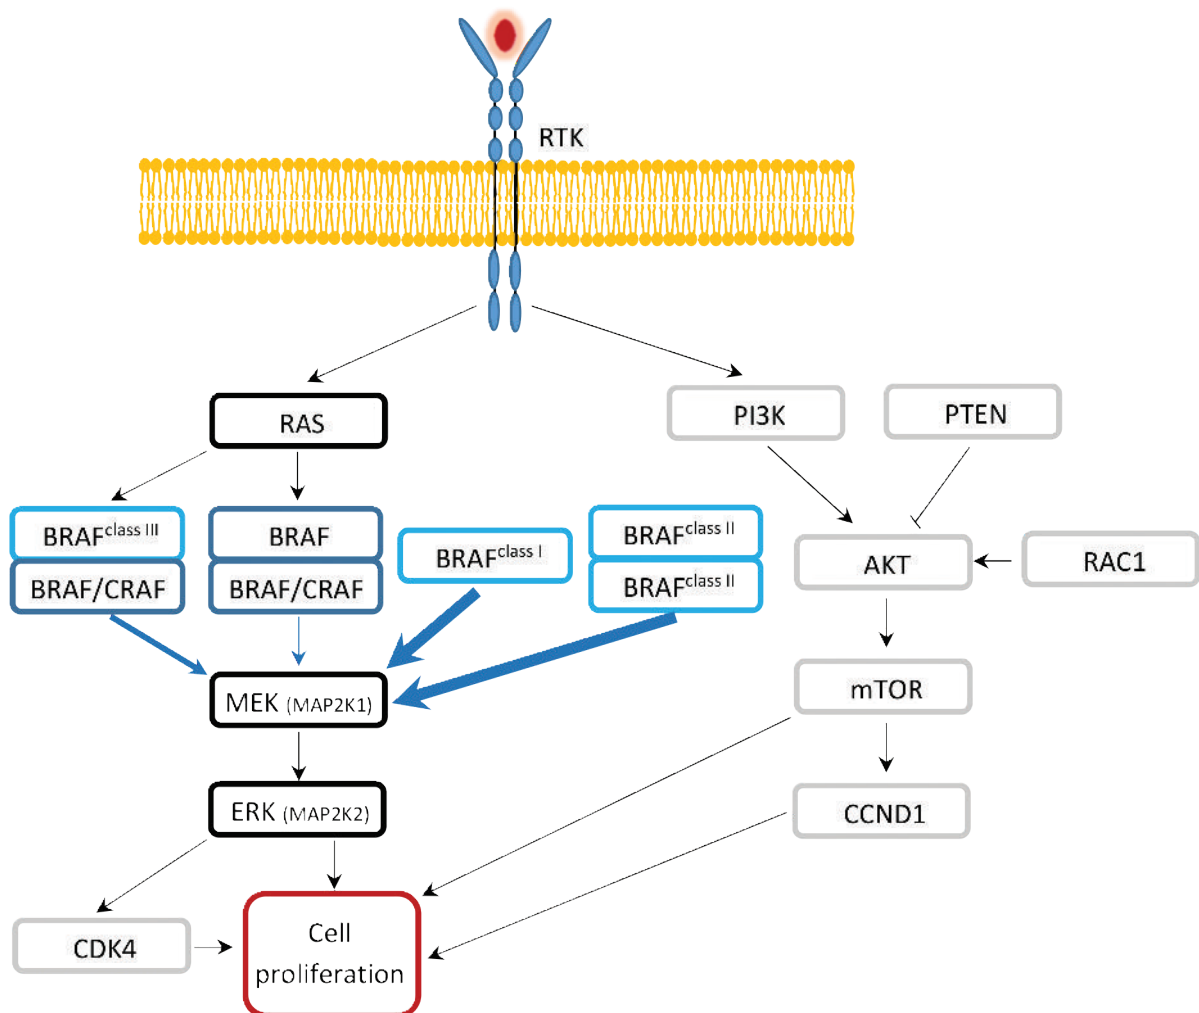 RTK
RAS
PI3K
PTEN
BRAFclass III
BRAF/CRAF
BRAF
BRAF/CRAF
BRAFclass I
BRAFclass II
BRAFclass II
AKT
RAC1
MEK (MAP2K1)
mTOR
ERK (MAP2K2)
CCND1
CDK4
Cell
proliferation